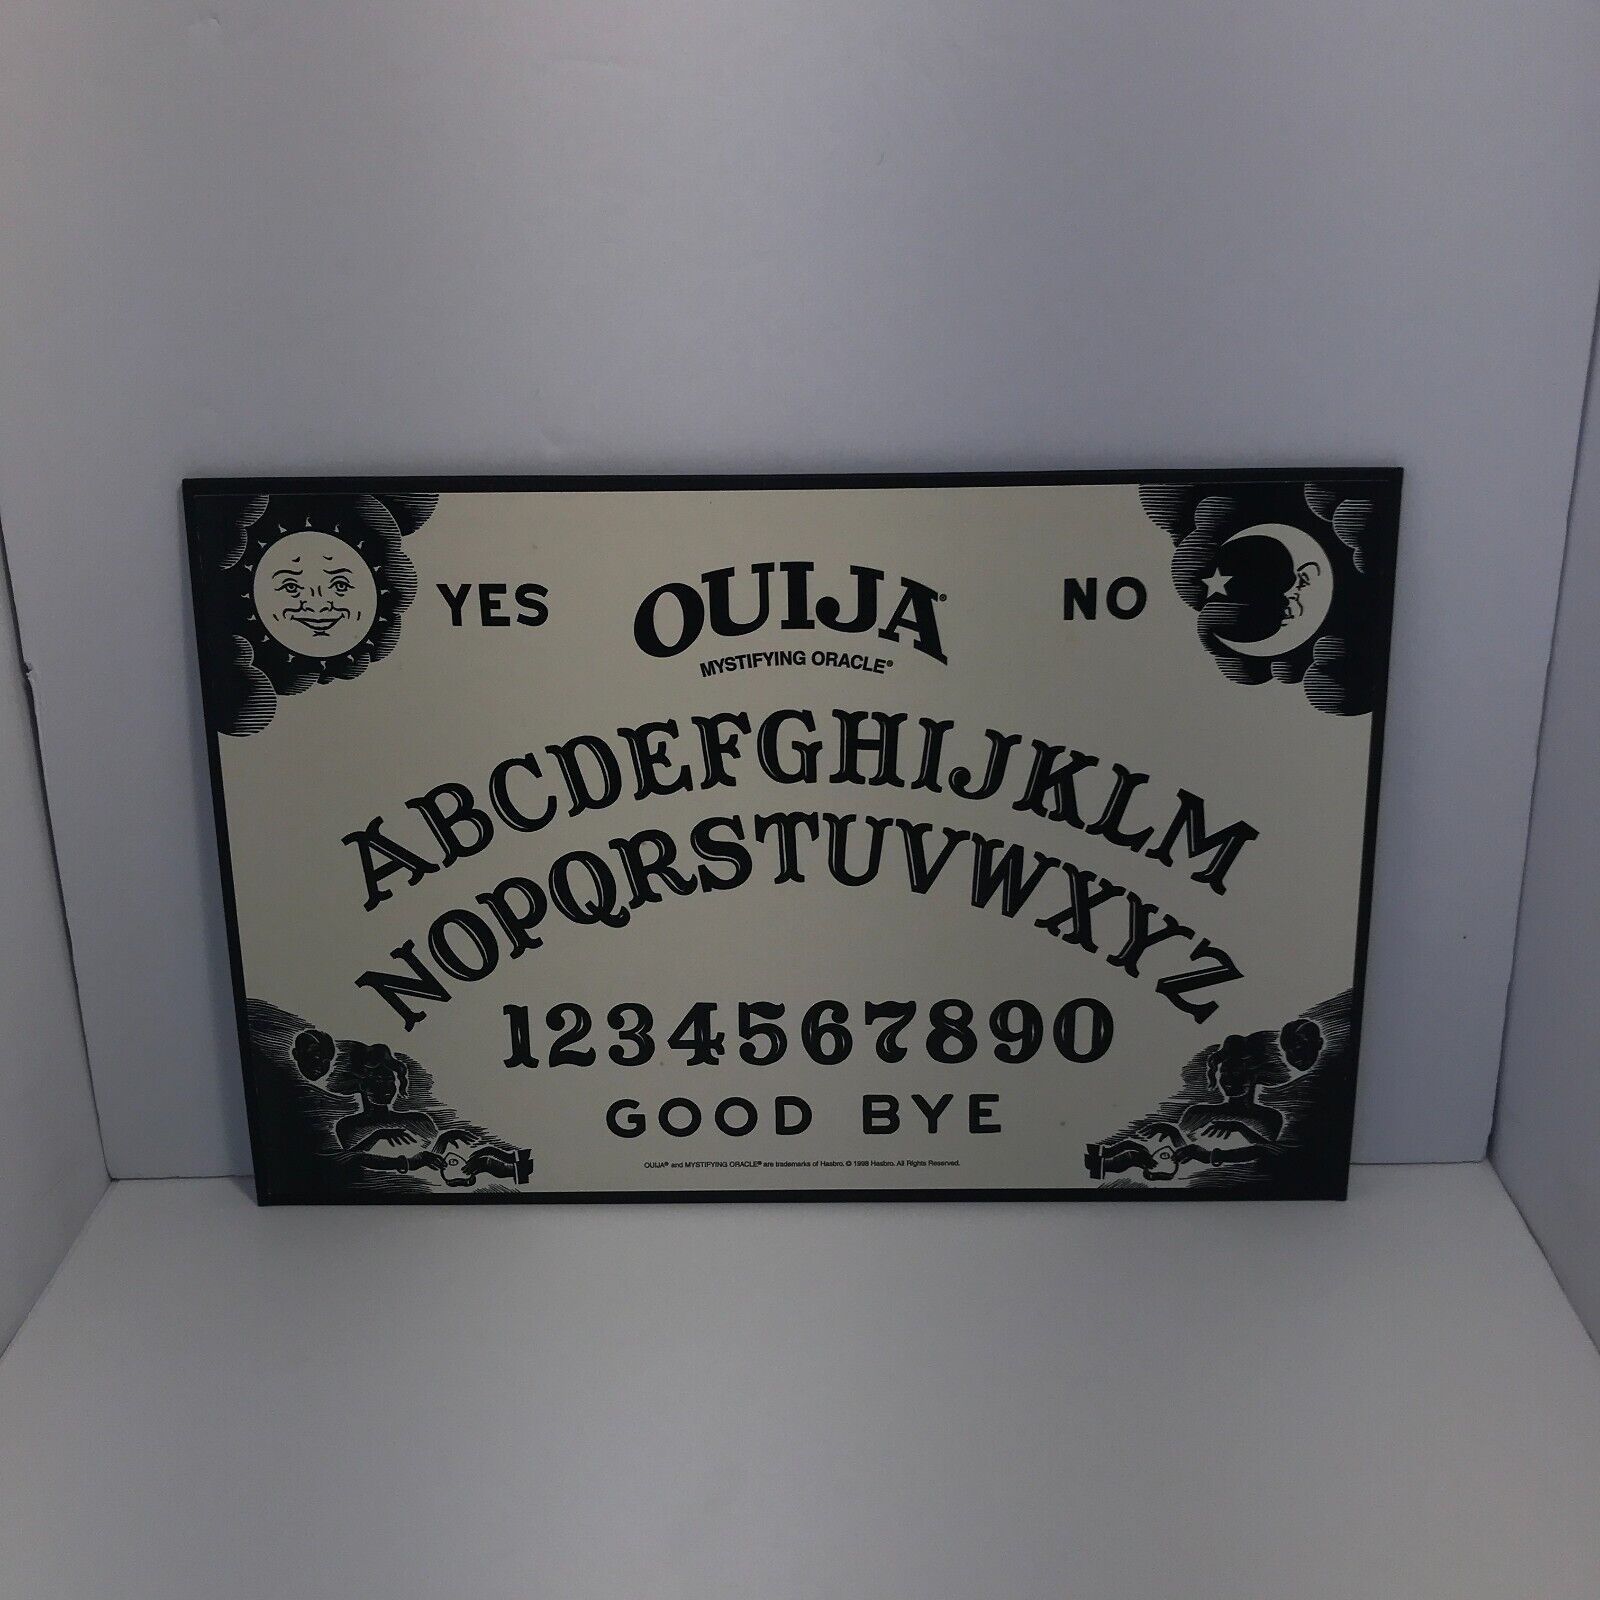 YES OUIJA® NO
MYSTIFYING ORACLE®
ABCDEFGHIJKLM
NOPQRSTUVWXYZ
1234567890
GOOD BYE
OUIJA® and MYSTIFYING ORACLE® are trademarks of Hasbro. © 1998 Hasbro. All Rights Reserved.